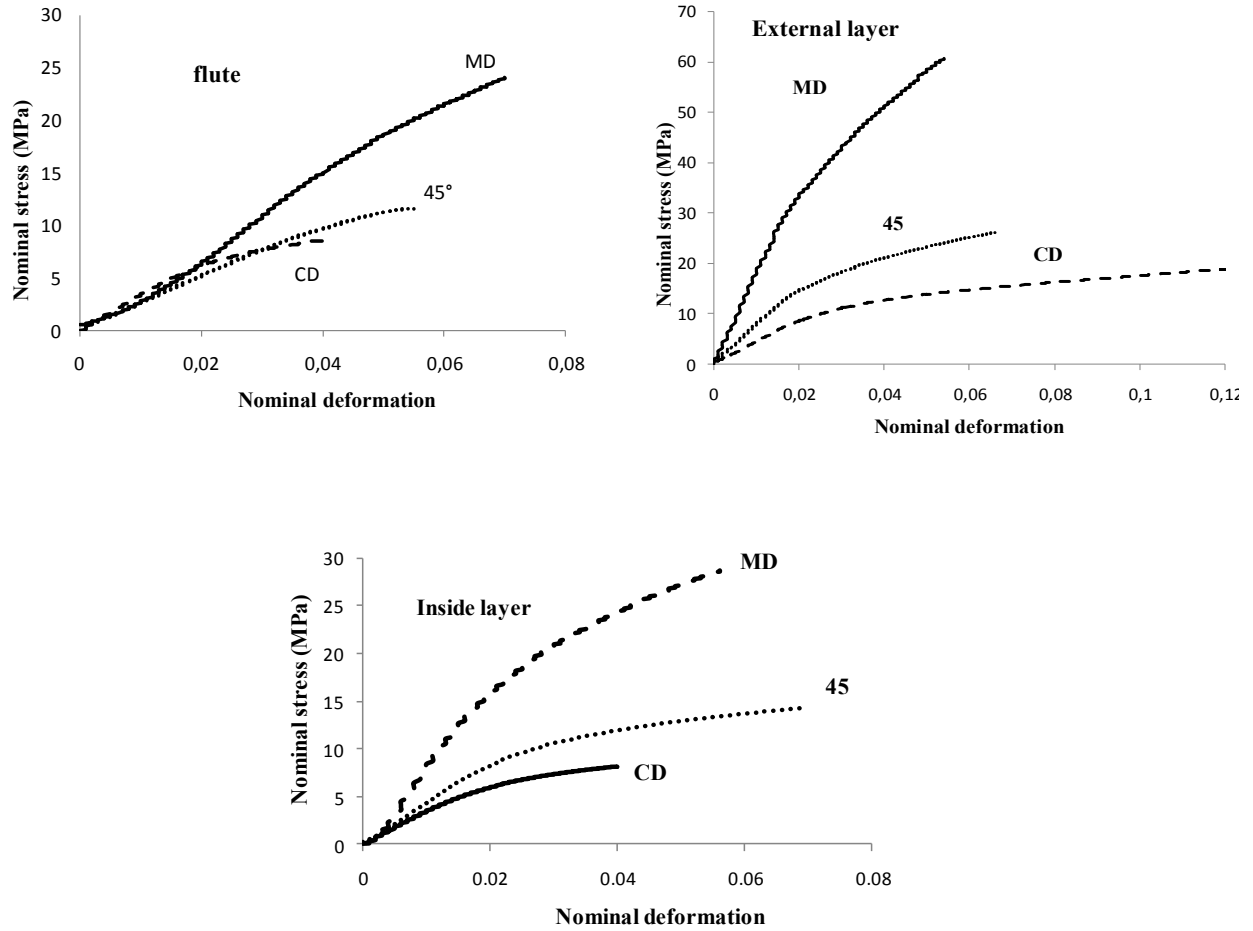 flute
Nominal stress (MPa)
30
25
20
15
10
5
0
MD
45°
CD
0
0,02
0,04
0,06
0,08
Nominal deformation
External layer
Nominal stress (MPa)
70
60
50
40
30
20
10
0
MD
45
CD
0
0,02
0,04
0,06
0,08
0,1
0,12
Nominal deformation
Inside layer
Nominal stress (MPa)
30
25
20
15
10
5
0
MD
45
CD
0
0.02
0.04
0.06
0.08
Nominal deformation